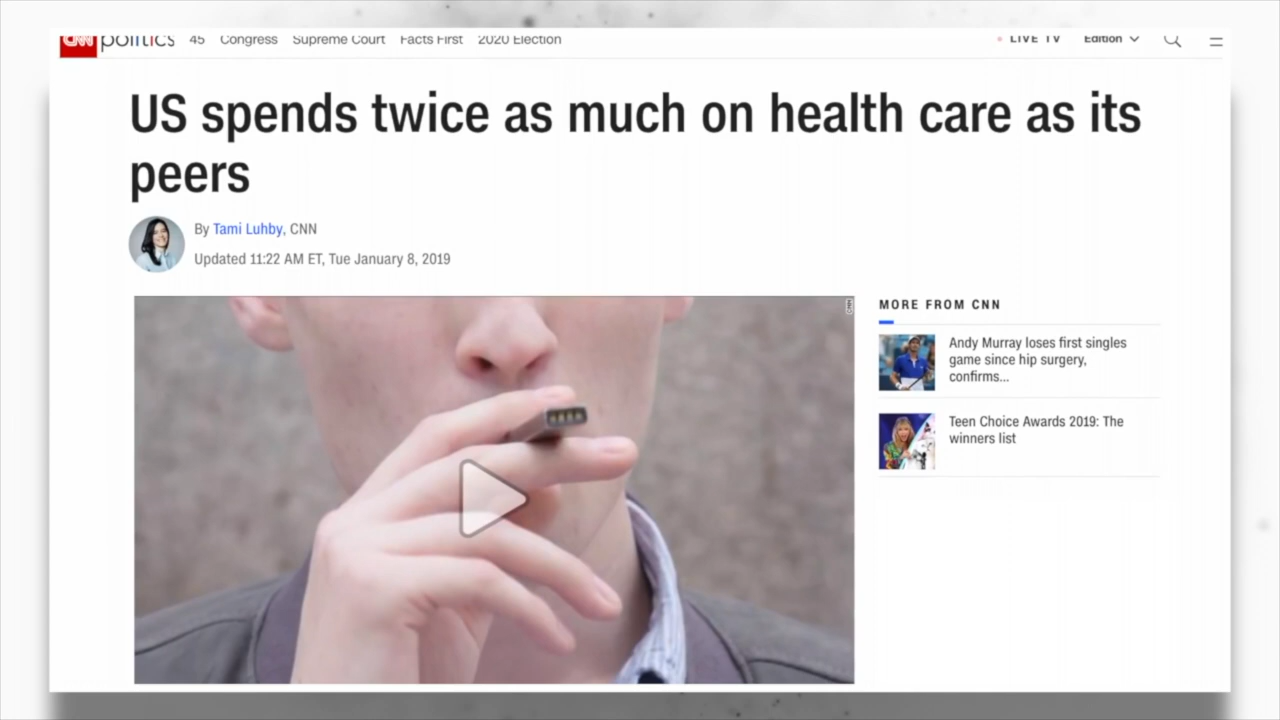 CNN politics 45 Congress Supreme Court Facts First 2020 Election LIVE TV Edition
US spends twice as much on health care as its
peers
By Tami Luhby, CNN
Updated 11:22 AM ET, Tue January 8, 2019
CNN
MORE FROM CNN
Andy Murray loses first singles
game since hip surgery,
confirms...
Teen Choice Awards 2019: The
winners list